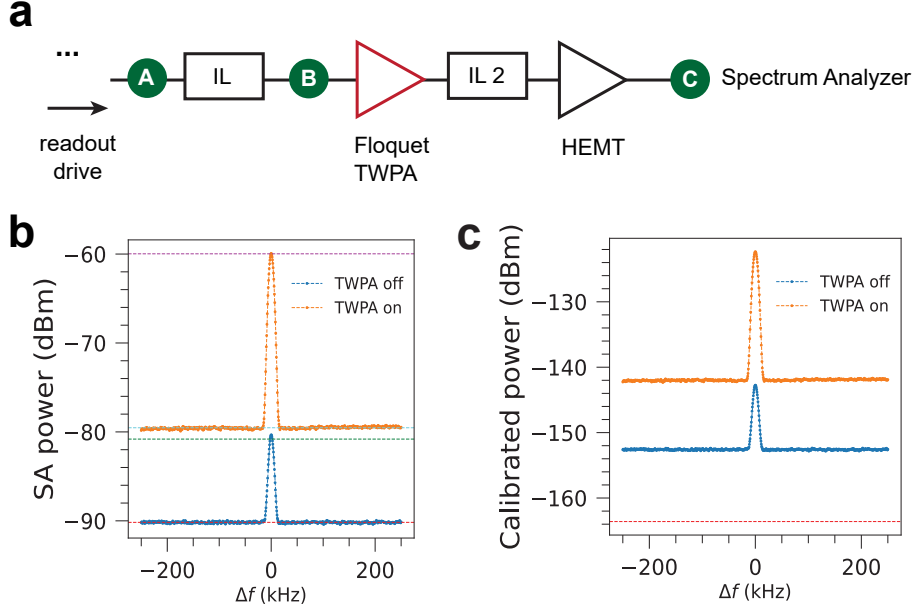 a
...
A
IL
B
IL 2
C
Spectrum Analyzer
readout
drive
Floquet
TWPA
HEMT
b
SA power (dBm)
−60
−70
−80
−90
TWPA off
TWPA on
−200
0
200
Δf (kHz)
c
Calibrated power (dBm)
−130
−140
−150
−160
TWPA off
TWPA on
−200
0
200
Δf (kHz)